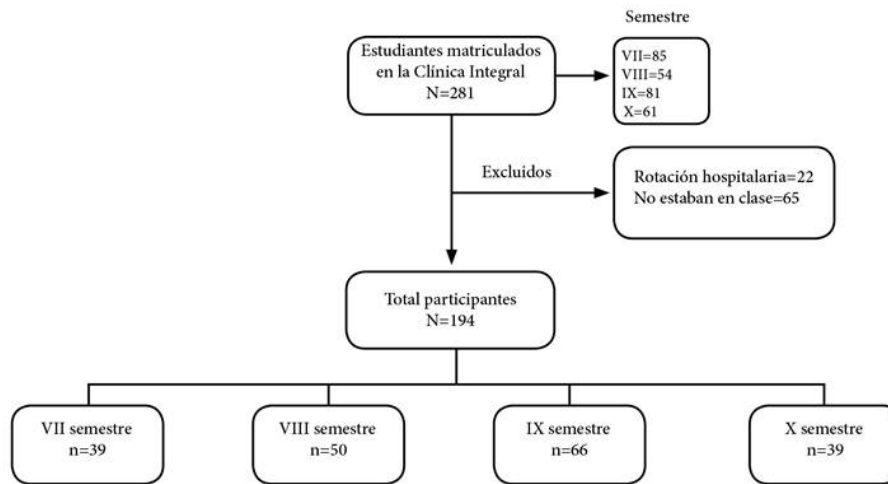 Semestre
Estudiantes matriculados
en la Clínica Integral
N=281
VII=85
VIII=54
IX=81
X=61
Excluidos
Rotación hospitalaria=22
No estaban en clase=65
Total participantes
N=194
VII semestre
n=39
VIII semestre
n=50
IX semestre
n=66
X semestre
n=39